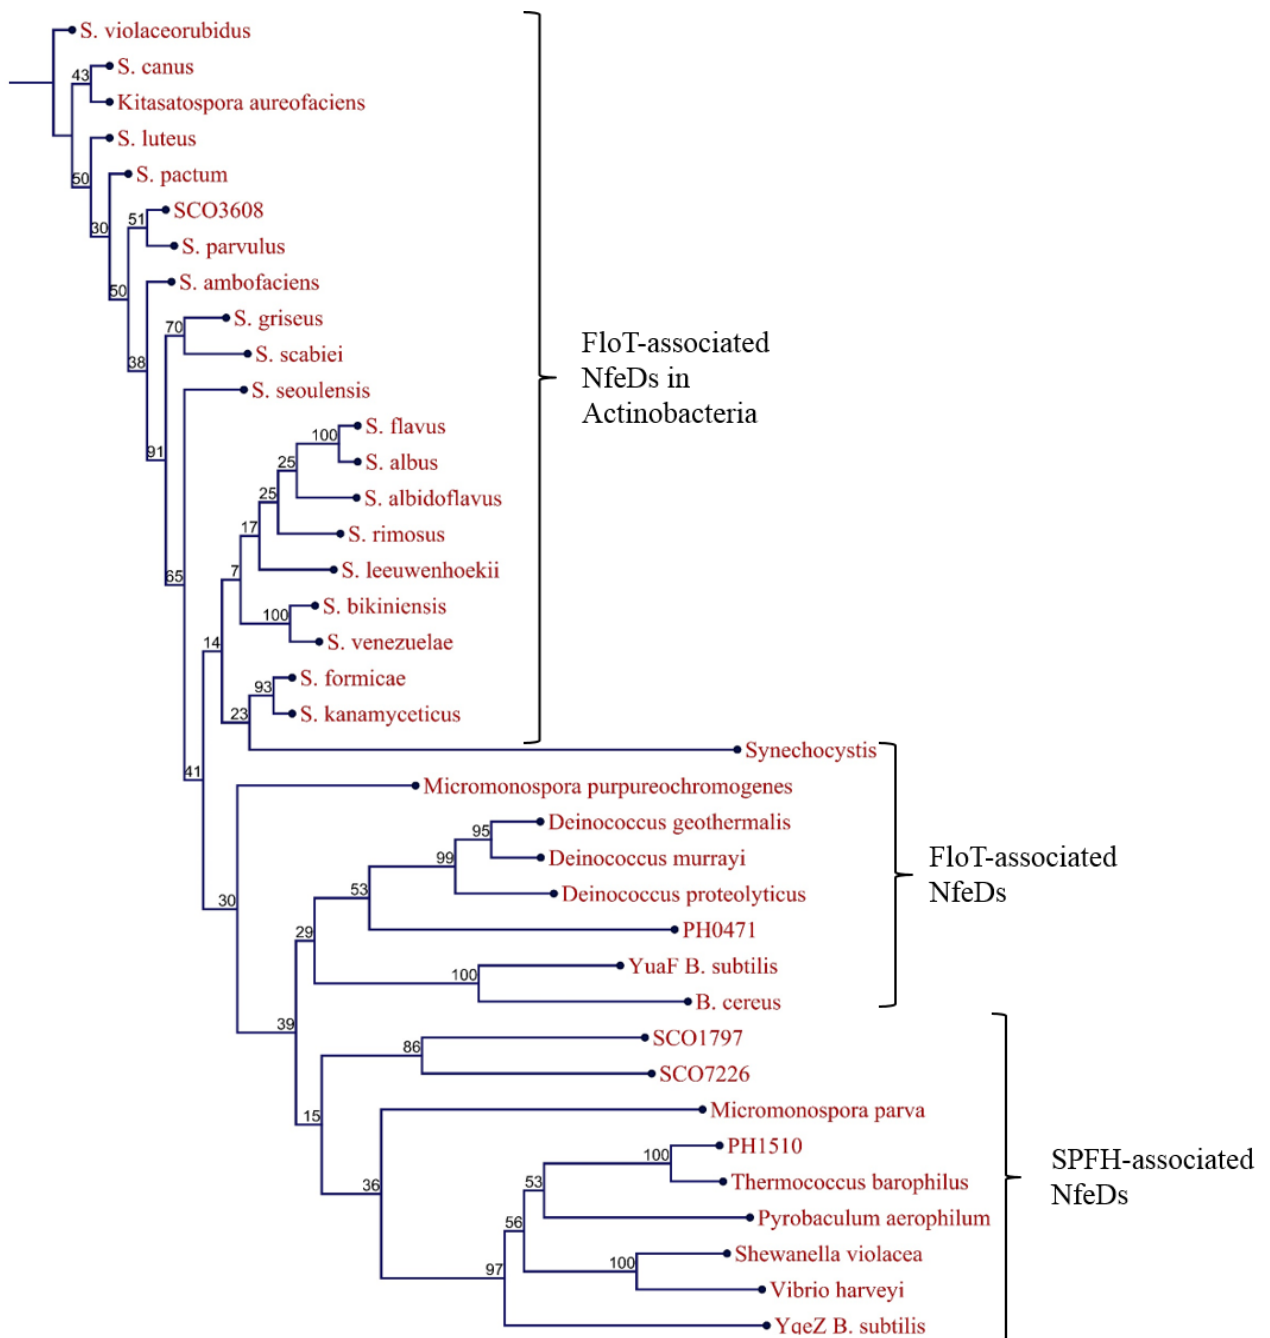 S. violaceorubidus
43
S. canus
Kitasatospora aureofaciens
S. luteus
50
S. pactum
30
51
SCO3608
S. parvulus
50
S. ambofaciens
70
S. griseus
38
S. scabiei
FloT-associated
NfeDs in
Actinobacteria
S. seoulensis
91
100
S. flavus
25
S. albus
25
S. albidoflavus
17
S. rimosus
65
7
S. leeuwenhoekii
100
S. bikiniensis
14
S. venezuelae
93
S. formicae
23
S. kanamyceticus
Synechocystis
41
Micromonospora purpureochromogenes
95
Deinococcus geothermalis
99
Deinococcus murrayi
53
Deinococcus proteolyticus
FloT-associated
NfeDs
30
29
PH0471
100
YuaF B. subtilis
B. cereus
39
86
SCO1797
SCO7226
15
Micromonospora parva
100
PH1510
36
53
Thermococcus barophilus
SPFH-associated
NfeDs
56
Pyrobaculum aerophilum
97
100
Shewanella violacea
Vibrio harveyi
YqeZ B. subtilis